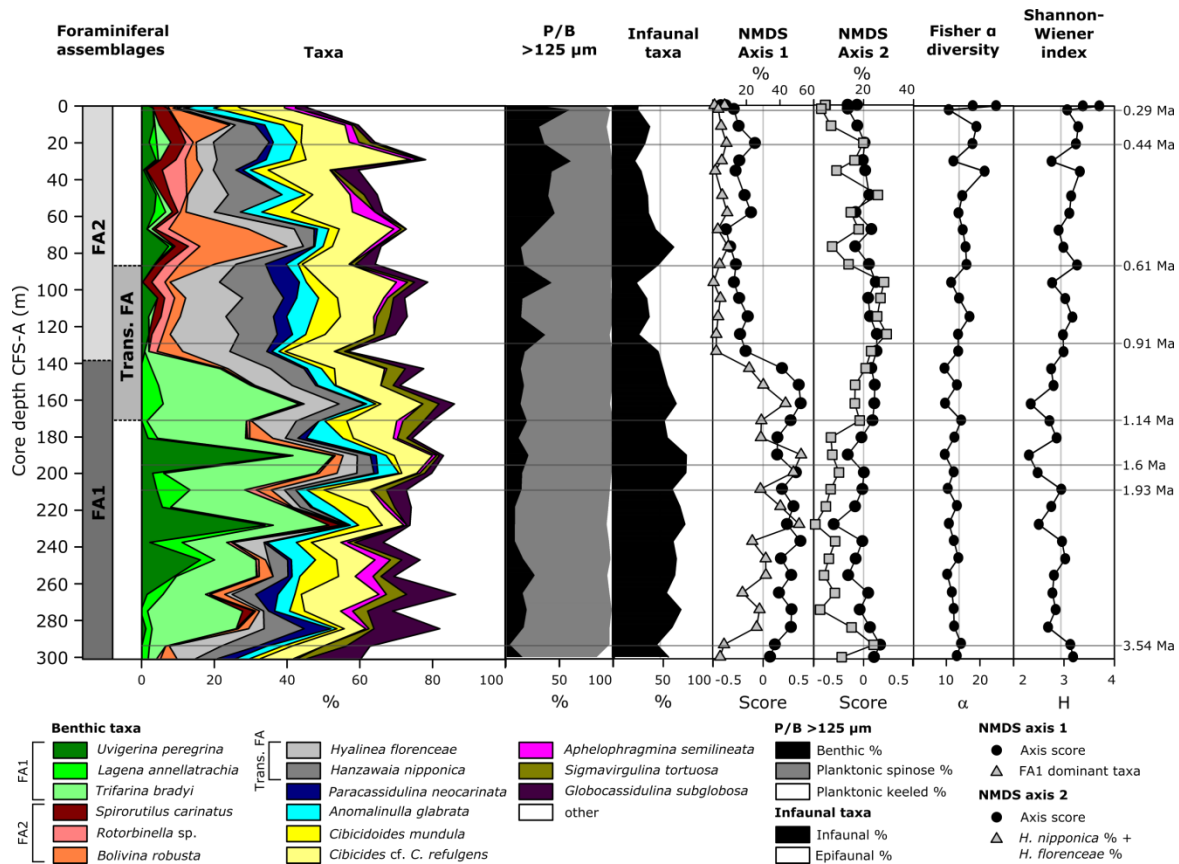 Foraminiferal
assemblages
Taxa
P/B
>125 µm
Infaunal
taxa
NMDS
Axis 1
NMDS
Axis 2
Fisher α
diversity
Shannon-
Wiener
index
%
20 40 60
%
20 40
Core depth CFS-A (m)
0
20
40
60
80
100
120
140
160
180
200
220
240
260
280
300
FA2
Trans. FA
FA1
0.29 Ma
0.44 Ma
0.61 Ma
0.91 Ma
1.14 Ma
1.6 Ma
1.93 Ma
3.54 Ma
0 20 40 60 80 100
%
0 100
%
0 100
%
-0.5 0 0.5
Score
-0.5 0 0.5
Score
10 20
α
2 3 4
H
Benthic taxa
FA1
Uvigerina peregrina
Lagena annellatrachia
Trifarina bradyi
FA2
Spirorutilus carinatus
Rotorbinella sp.
Bolivina robusta
Trans. FA
Hyalinea florenceae
Hanzawaia nipponica
Paracassidulina neocarinata
Anomalinulla glabrata
Cibicidoides mundula
Cibicides cf. C. refulgens
Aphelophragmina semilineata
Sigmavirgulina tortuosa
Globocassidulina subglobosa
other
P/B >125 µm
Benthic %
Planktonic spinose %
Planktonic keeled %
Infaunal taxa
Infaunal %
Epifaunal %
NMDS axis 1
Axis score
FA1 dominant taxa
NMDS axis 2
Axis score
H. nipponica % +
H. florenceae %